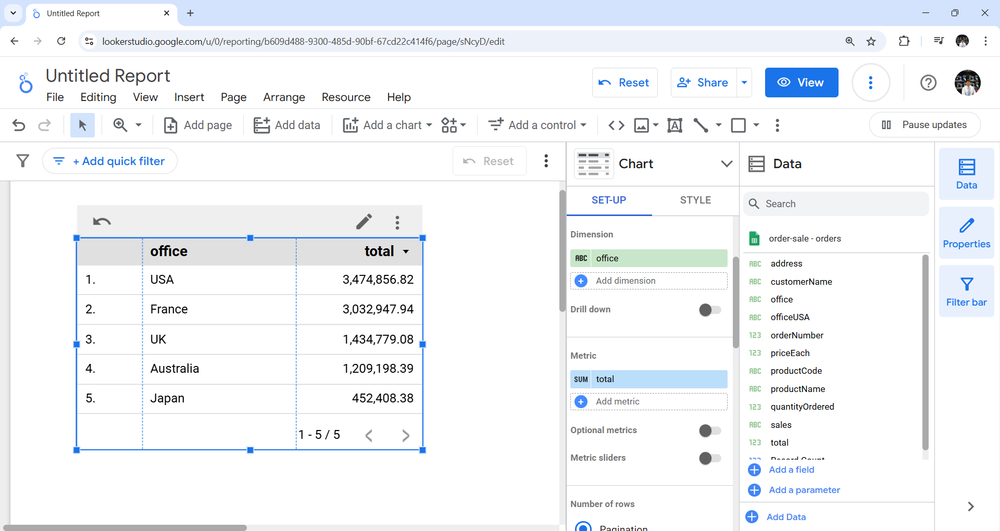 Untitled Report
lookerstudio.google.com/u/0/reporting/b609d488-9300-485d-90bf-67cd22c414f6/page/sNcyD/edit
Untitled Report
File Editing View Insert Page Arrange Resource Help
Reset
Share
View
Add page
Add data
Add a chart
Add a control
Pause updates
+ Add quick filter
Reset
office total
1. USA 3,474,856.82
2. France 3,032,947.94
3. UK 1,434,779.08
4. Australia 1,209,198.39
5. Japan 452,408.38
1 - 5 / 5
Chart
SET-UP STYLE
Dimension
ABC office
Add dimension
Drill down
Metric
SUM total
Add metric
Optional metrics
Metric sliders
Number of rows
Pagination
Data
Search
order-sale - orders
ABC address
ABC customerName
ABC office
ABC officeUSA
123 orderNumber
123 priceEach
ABC productCode
ABC productName
123 quantityOrdered
ABC sales
123 total
123 Record Count
Add a field
Add a parameter
Add Data
Data
Properties
Filter bar